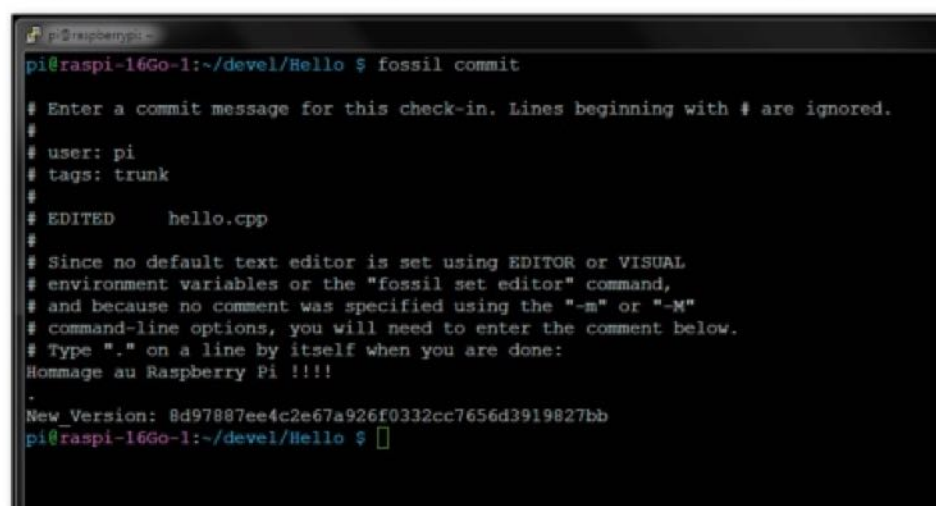 pi@raspberrypi: ~
pi@raspi-16Go-1:~/devel/Hello $ fossil commit
# Enter a commit message for this check-in. Lines beginning with # are ignored.
#
# user: pi
# tags: trunk
#
# EDITED     hello.cpp
#
# Since no default text editor is set using EDITOR or VISUAL
# environment variables or the "fossil set editor" command,
# and because no comment was specified using the "-m" or "-M"
# command-line options, you will need to enter the comment below.
# Type "." on a line by itself when you are done:
Hommage au Raspberry Pi !!!!
.
New_Version: 8d97887ee4c2e67a926f0332cc7656d3919827bb
pi@raspi-16Go-1:~/devel/Hello $